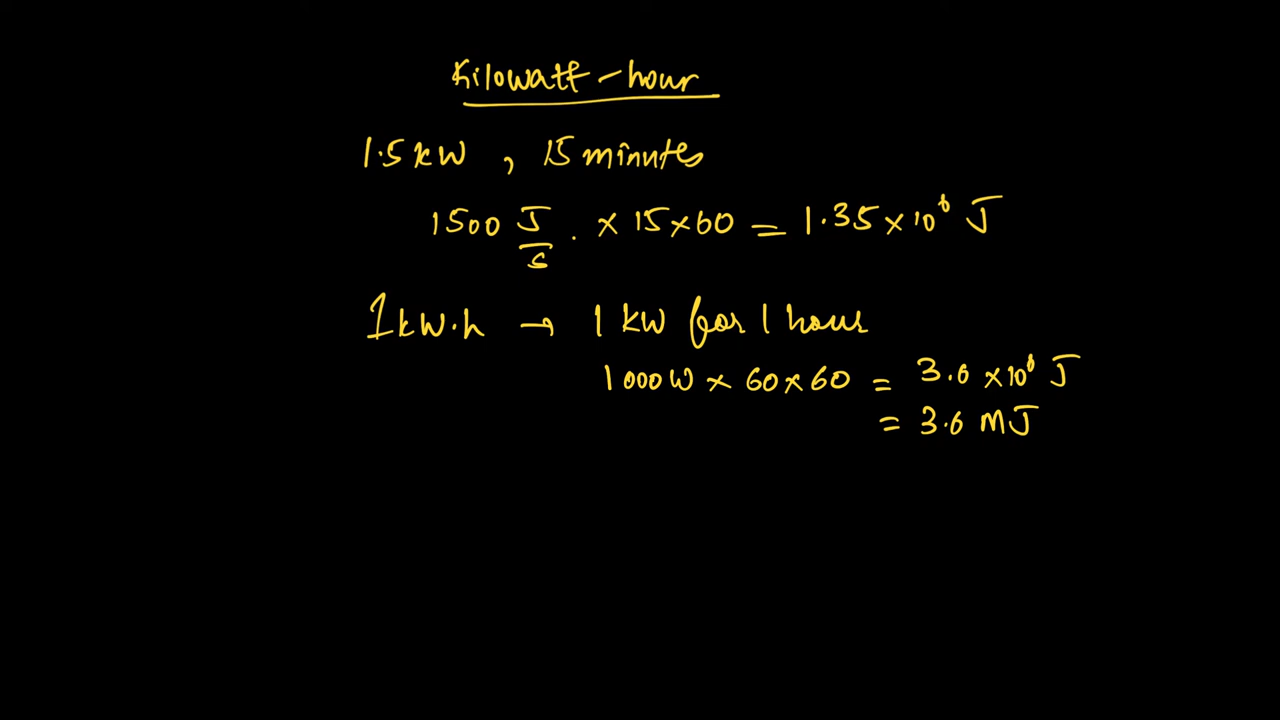 Kilowatt-hour
1.5 kW , 15 minutes
1500 J/s . × 15×60 = 1.35×10⁶ J
1 kW.h → 1 kW for 1 hour
1000W × 60×60 = 3.6×10⁶ J
= 3.6 MJ